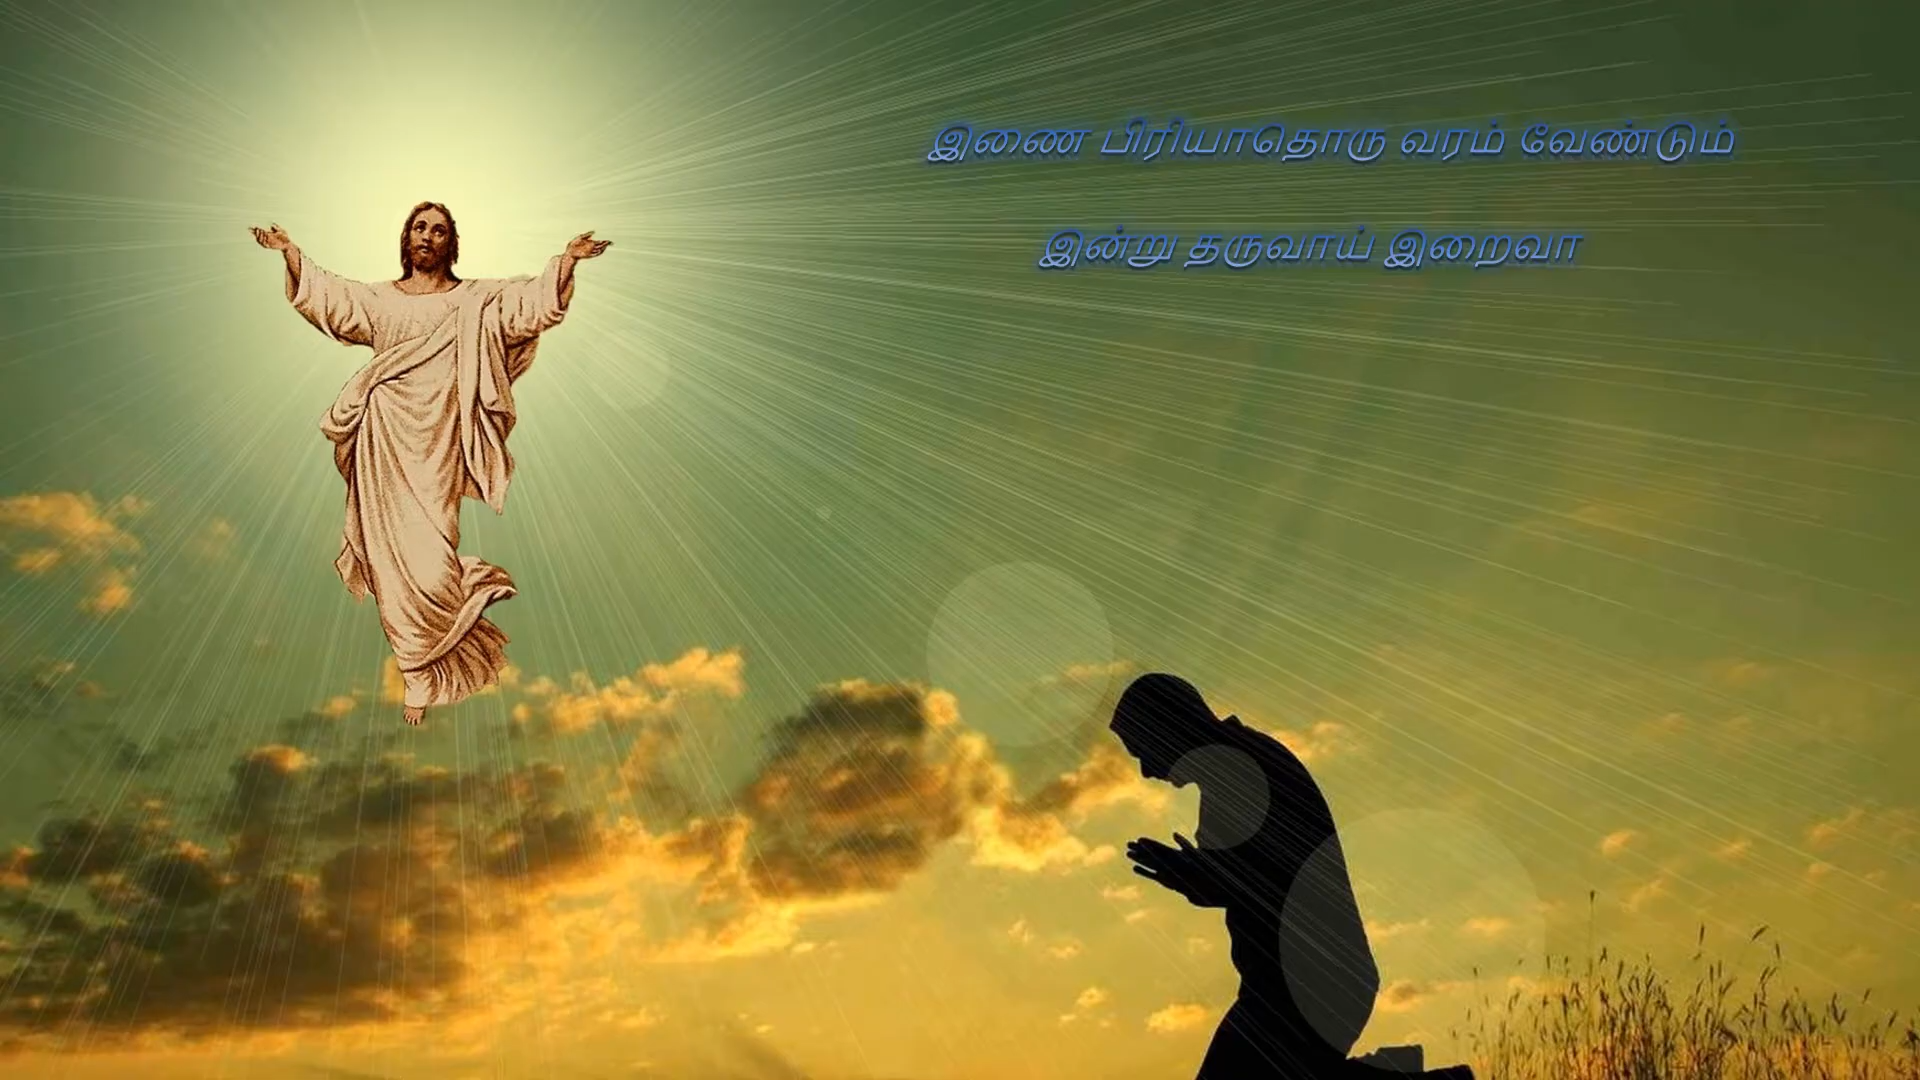 இணை பிரியாதொரு வரம் வேண்டும்
இன்று தருவாய் இறைவா